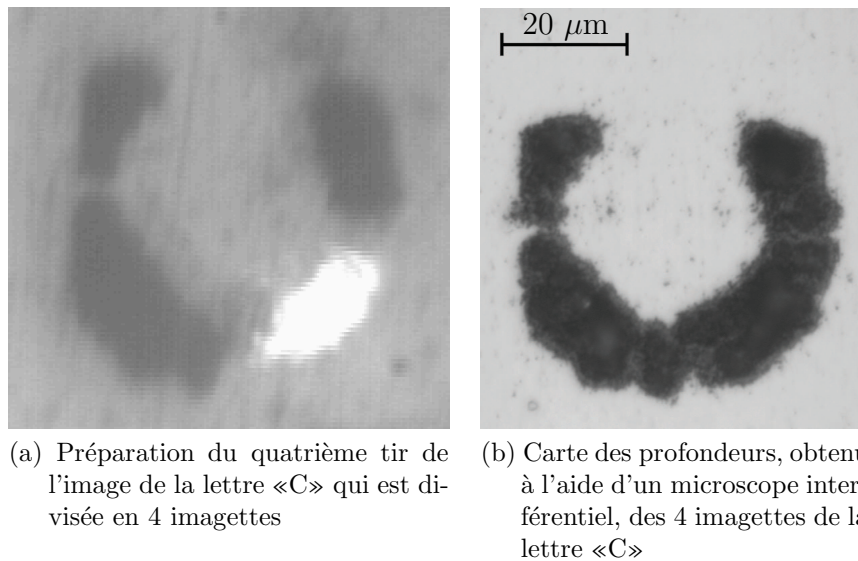 20 µm
(a) Préparation du quatrième tir de
l'image de la lettre «C» qui est di-
visée en 4 imagettes
(b) Carte des profondeurs, obtenu
à l'aide d'un microscope inter
férentiel, des 4 imagettes de la
lettre «C»